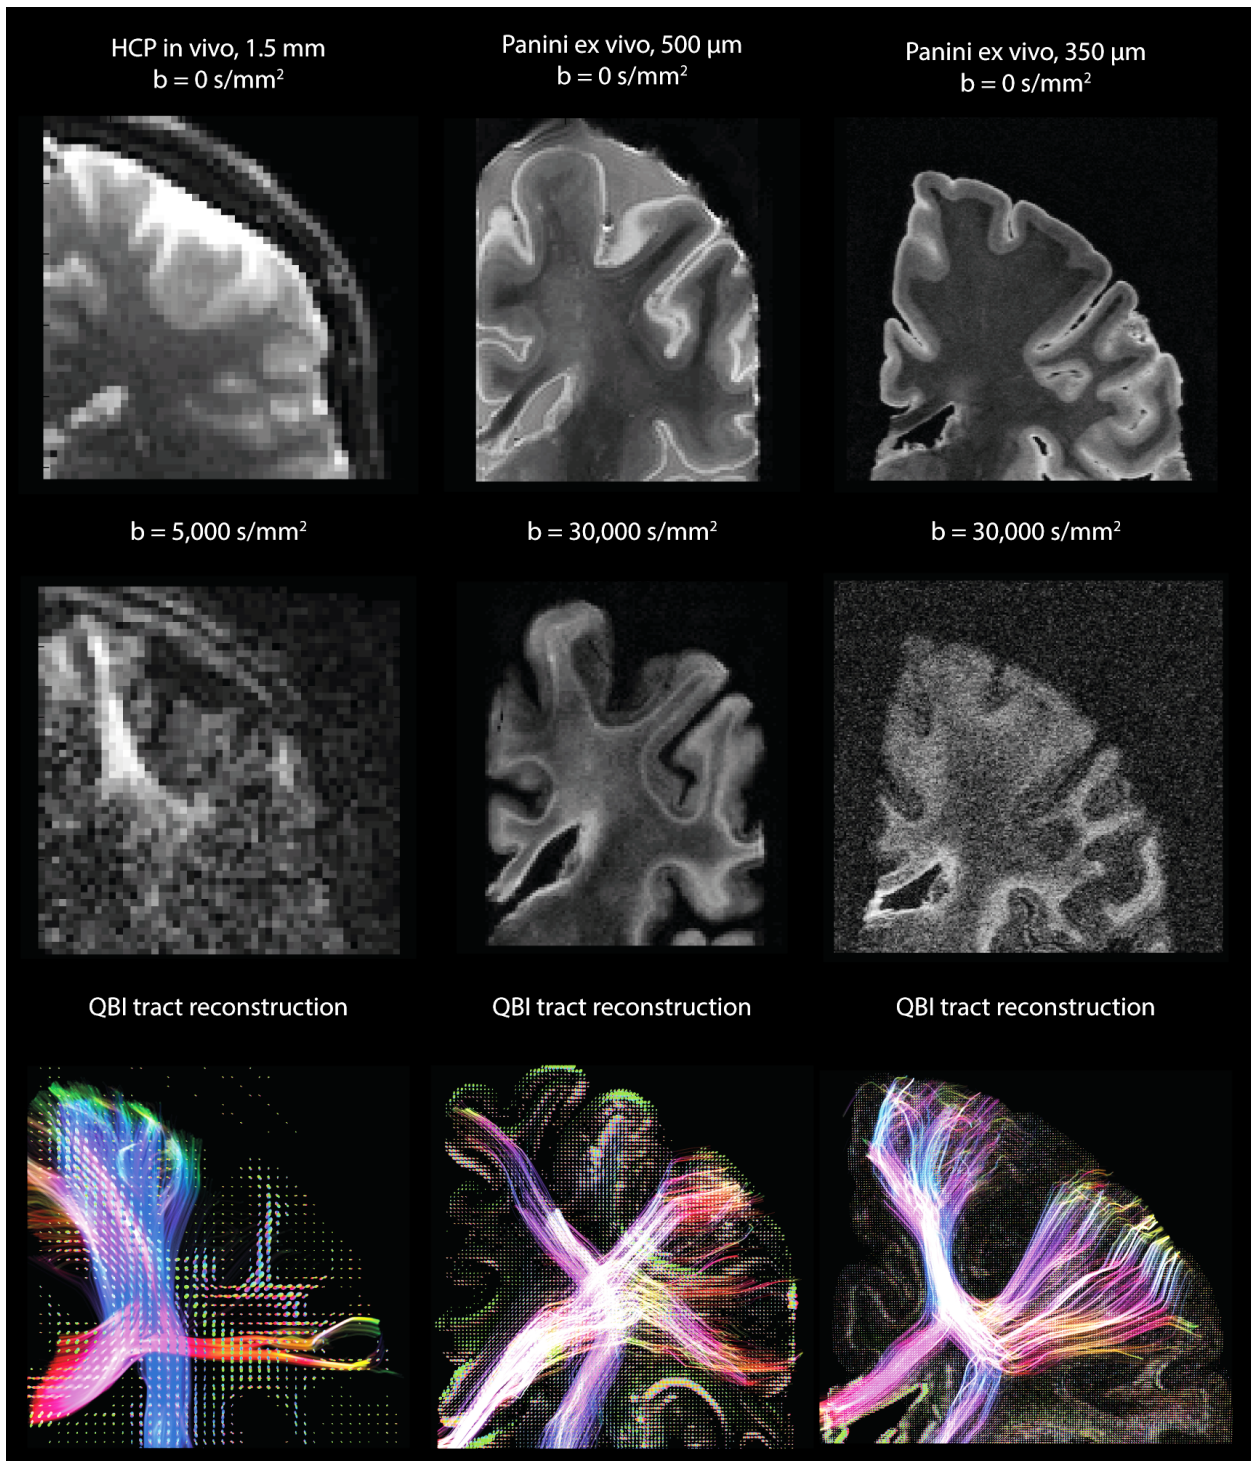 HCP in vivo, 1.5 mm
b = 0 s/mm²
Panini ex vivo, 500 μm
b = 0 s/mm²
Panini ex vivo, 350 μm
b = 0 s/mm²
b = 5,000 s/mm²
b = 30,000 s/mm²
b = 30,000 s/mm²
QBI tract reconstruction
QBI tract reconstruction
QBI tract reconstruction